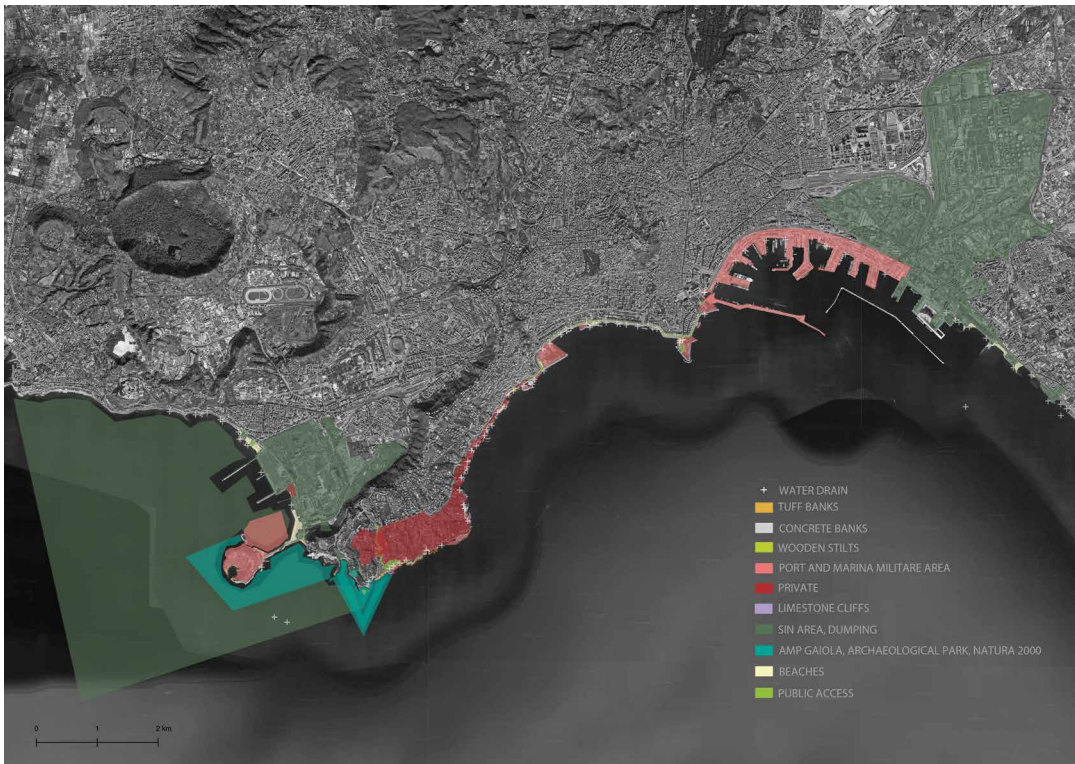 + WATER DRAIN
TUFF BANKS
CONCRETE BANKS
WOODEN STILTS
PORT AND MARINA MILITARE AREA
PRIVATE
LIMESTONE CLIFFS
SIN AREA, DUMPING
AMP GAIOLA, ARCHAEOLOGICAL PARK, NATURA 2000
BEACHES
PUBLIC ACCESS
0 1 2 km